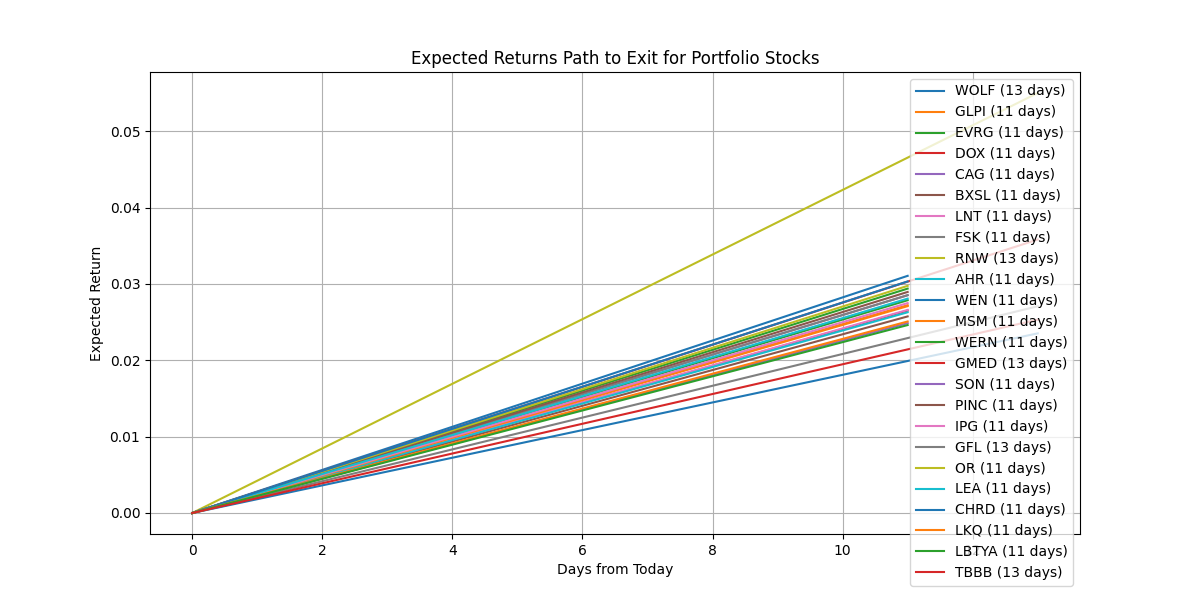 Expected Returns Path to Exit for Portfolio Stocks
Expected Return
0.05
0.04
0.03
0.02
0.01
0.00
0
2
4
6
8
10
Days from Today
WOLF (13 days)
GLPI (11 days)
EVRG (11 days)
DOX (11 days)
CAG (11 days)
BXSL (11 days)
LNT (11 days)
FSK (11 days)
RNW (13 days)
AHR (11 days)
WEN (11 days)
MSM (11 days)
WERN (11 days)
GMED (13 days)
SON (11 days)
PINC (11 days)
IPG (11 days)
GFL (13 days)
OR (11 days)
LEA (11 days)
CHRD (11 days)
LKQ (11 days)
LBTYA (11 days)
TBBB (13 days)